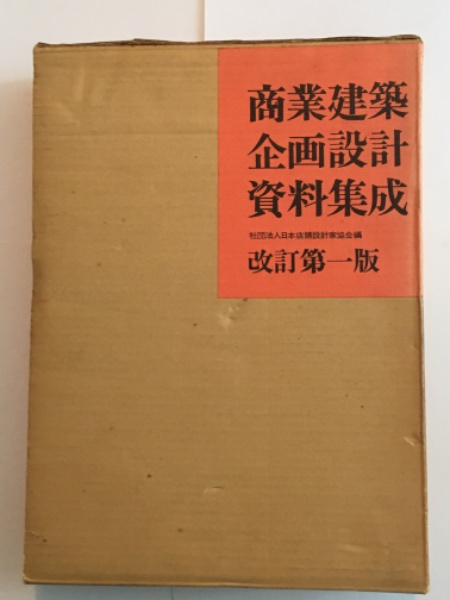 商業建築
企画設計
資料集成
社団法人日本店舗設計家協会編
改訂第一版